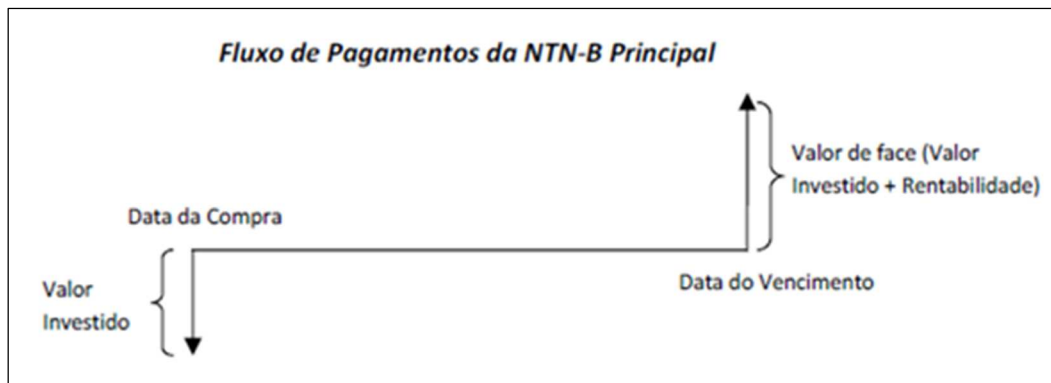 Fluxo de Pagamentos da NTN-B Principal
Valor de face (Valor
Investido + Rentabilidade)
Data da Compra
Data do Vencimento
Valor
Investido